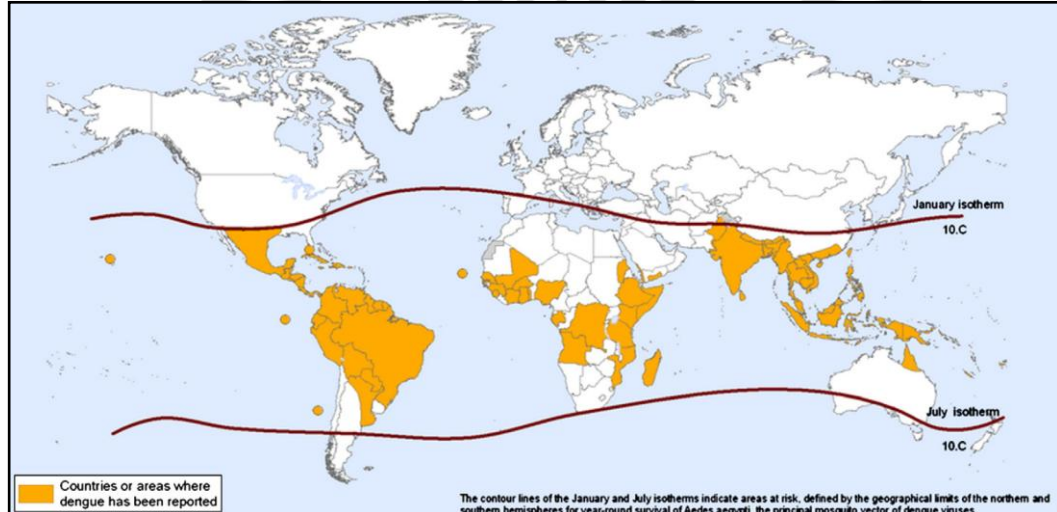 January isotherm
10.C
July isotherm
10.C
Countries or areas where
dengue has been reported
The contour lines of the January and July isotherms indicate areas at risk, defined by the geographical limits of the northern and
southern hemispheres for year-round survival of Aedes aegypti, the principal mosquito vector of dengue viruses.